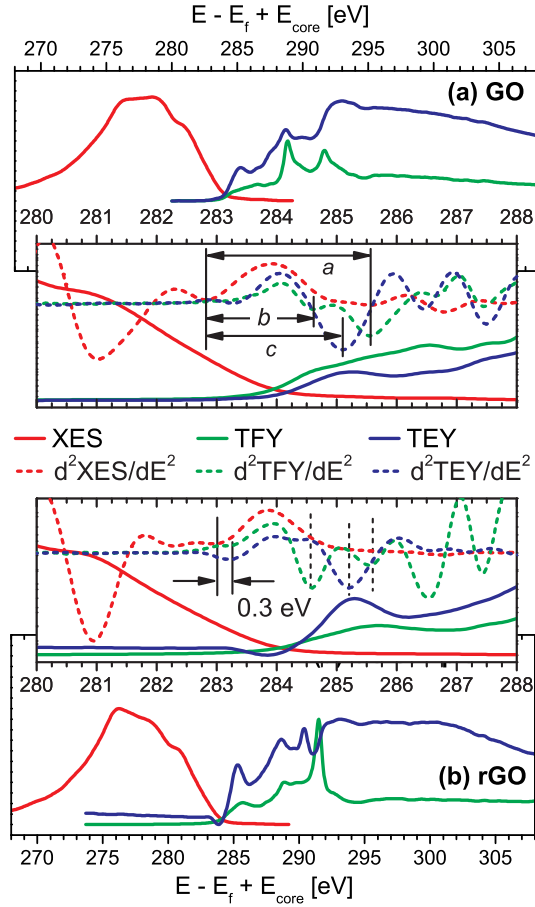 E - E_f + E_core [eV]
270 275 280 285 290 295 300 305
(a) GO
280 281 282 283 284 285 286 287 288
a
b
c
XES TFY TEY
d²XES/dE² d²TFY/dE² d²TEY/dE²
0.3 eV
280 281 282 283 284 285 286 287 288
(b) rGO
270 275 280 285 290 295 300 305
E - E_f + E_core [eV]